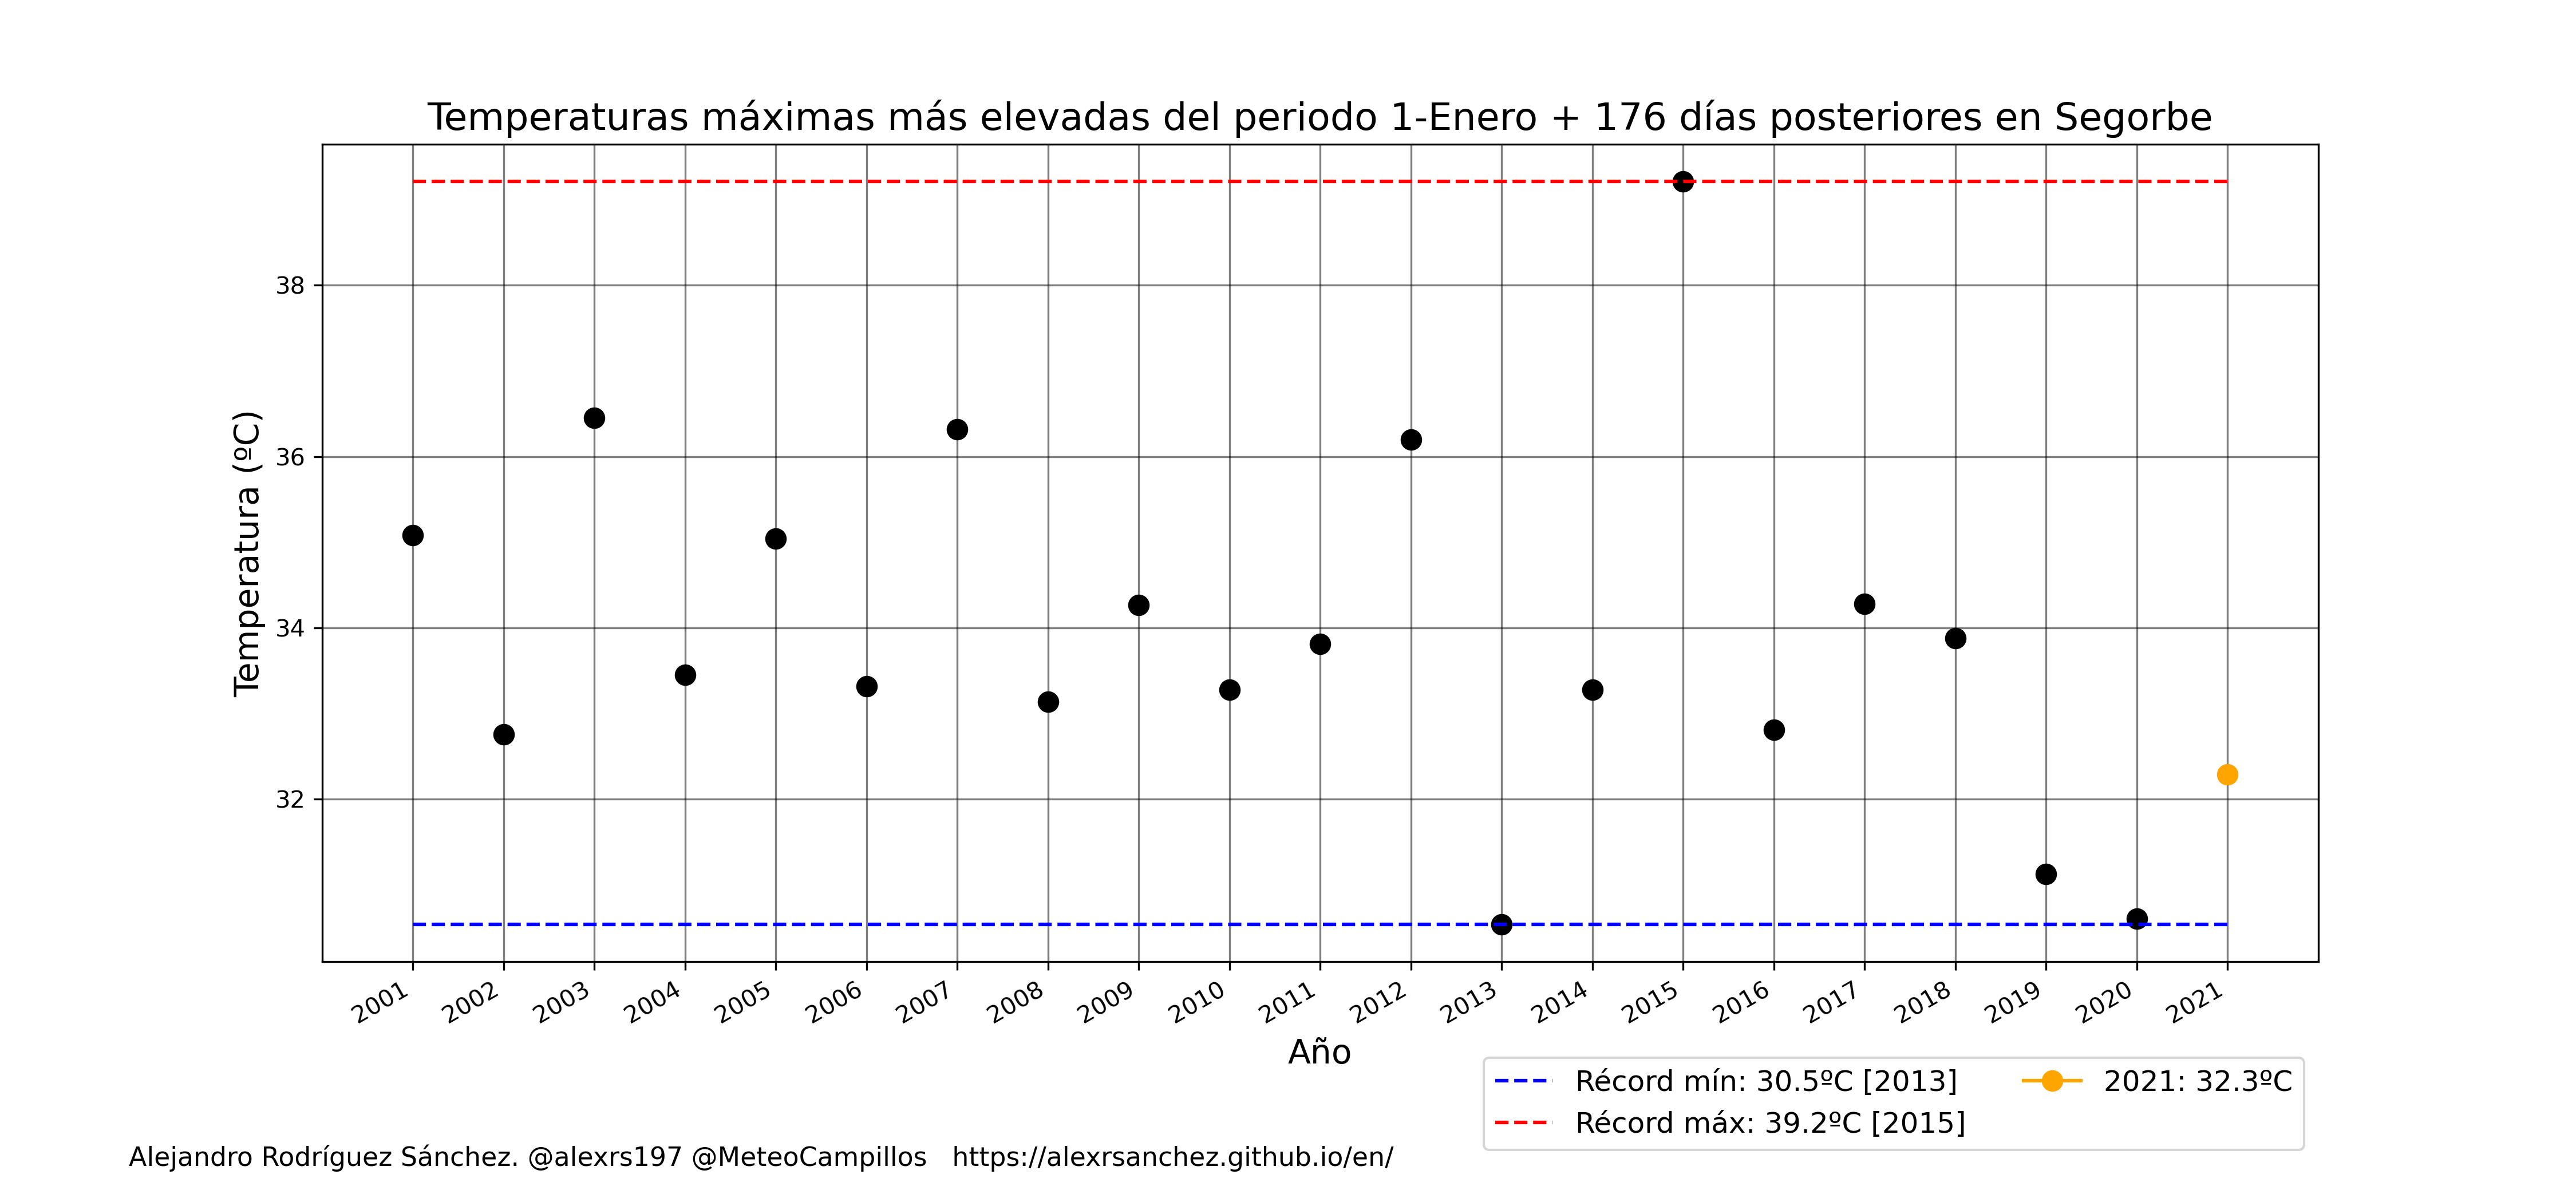 Temperaturas máximas más elevadas del periodo 1-Enero + 176 días posteriores en Segorbe
Temperatura (ºC)
38
36
34
32
2001 2002 2003 2004 2005 2006 2007 2008 2009 2010 2011 2012 2013 2014 2015 2016 2017 2018 2019 2020 2021
Año
Récord mín: 30.5ºC [2013]
Récord máx: 39.2ºC [2015]
2021: 32.3ºC
Alejandro Rodríguez Sánchez. @alexrs197 @MeteoCampillos   https://alexrsanchez.github.io/en/